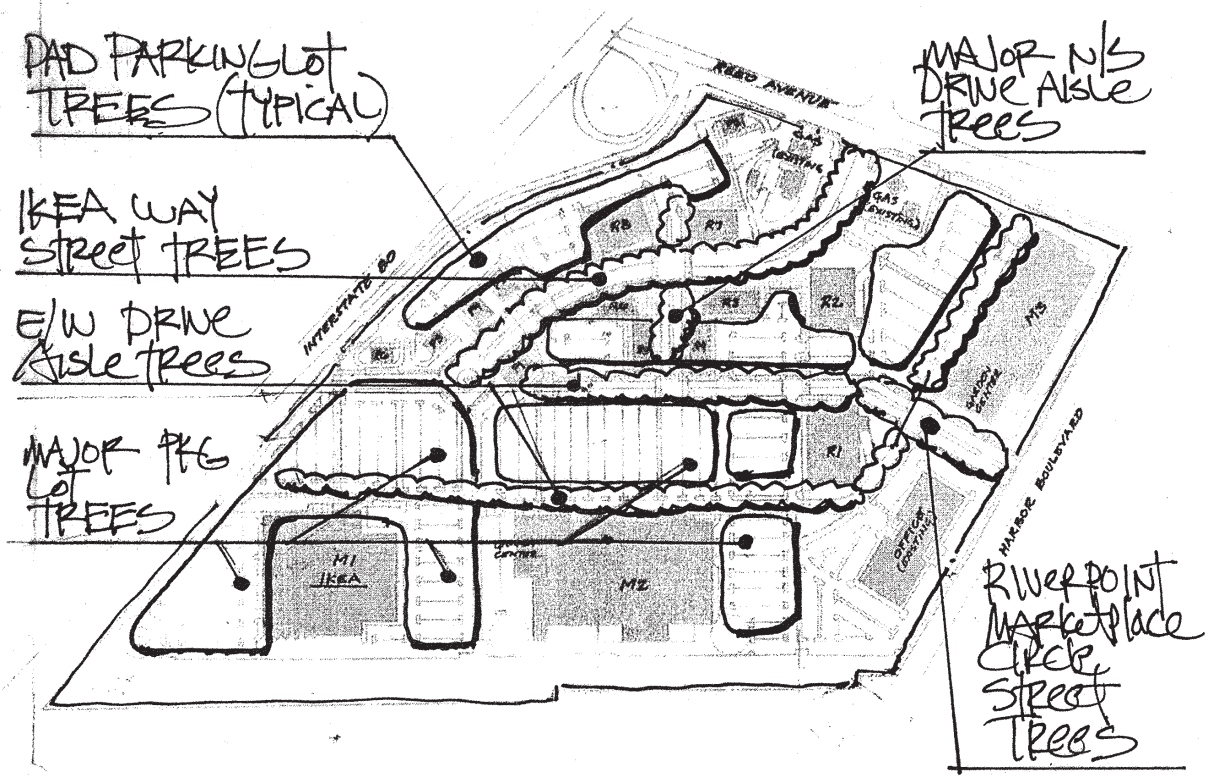 PAD PARKINGLOT
TREES (TYPICAL)
IKEA WAY
STREET TREES
E/W DRIVE
AISLE TREES
MAJOR PKG
LOT
TREES
MAJOR N/S
DRIVE AISLE
TREES
RIVERPOINT
MARKETPLACE
CIRCLE
STREET
TREES
REED AVENUE
INTERSTATE 80
HARBOR BOULEVARD
GAS
(EXISTING)
GAS
(EXISTING)
R8
R7
R3
R2
M3
GARDEN
CENTER
R1
OFFICE
(EXISTING)
M1
IKEA
CENTER
M2